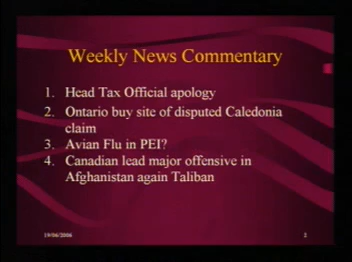 Weekly News Commentary
1. Head Tax Official apology
2. Ontario buy site of disputed Caledonia
claim
3. Avian Flu in PEI?
4. Canadian lead major offensive in
Afghanistan again Taliban
19/06/2006 2